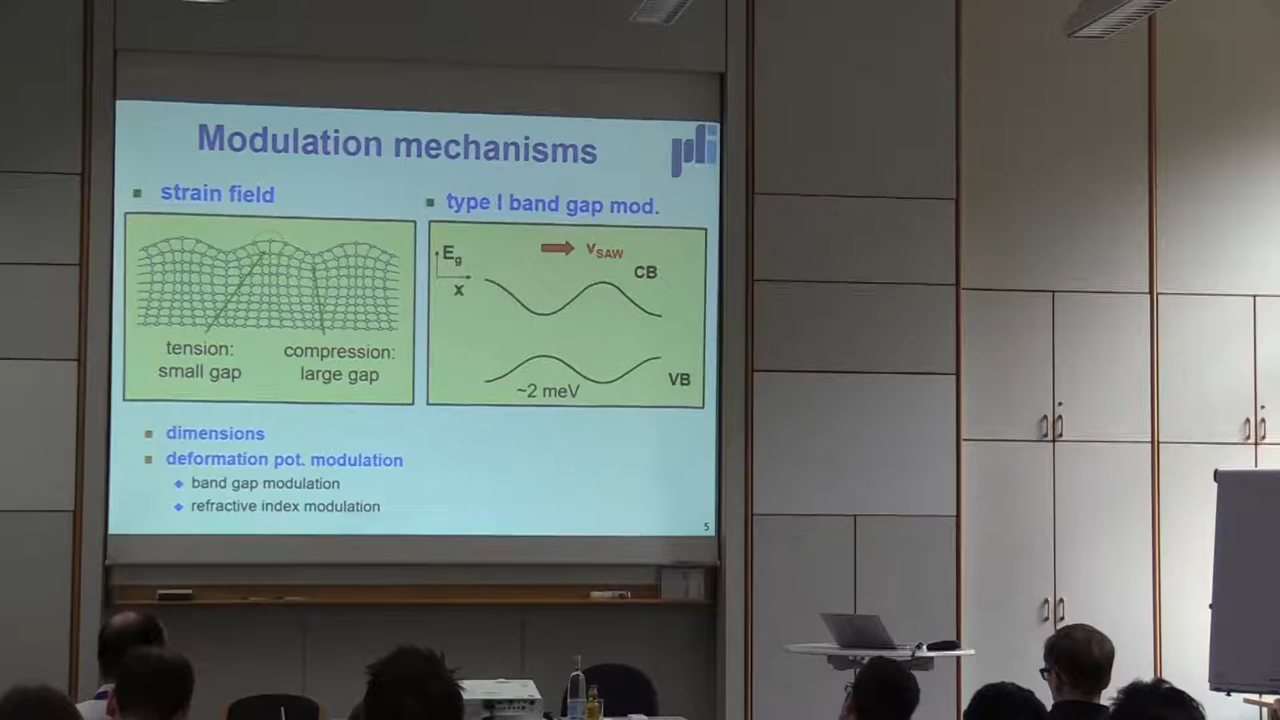 Modulation mechanisms
pdi
strain field
type I band gap mod.
Eg
vSAW
CB
x
tension:
small gap
compression:
large gap
VB
~2 meV
dimensions
deformation pot. modulation
band gap modulation
refractive index modulation
5